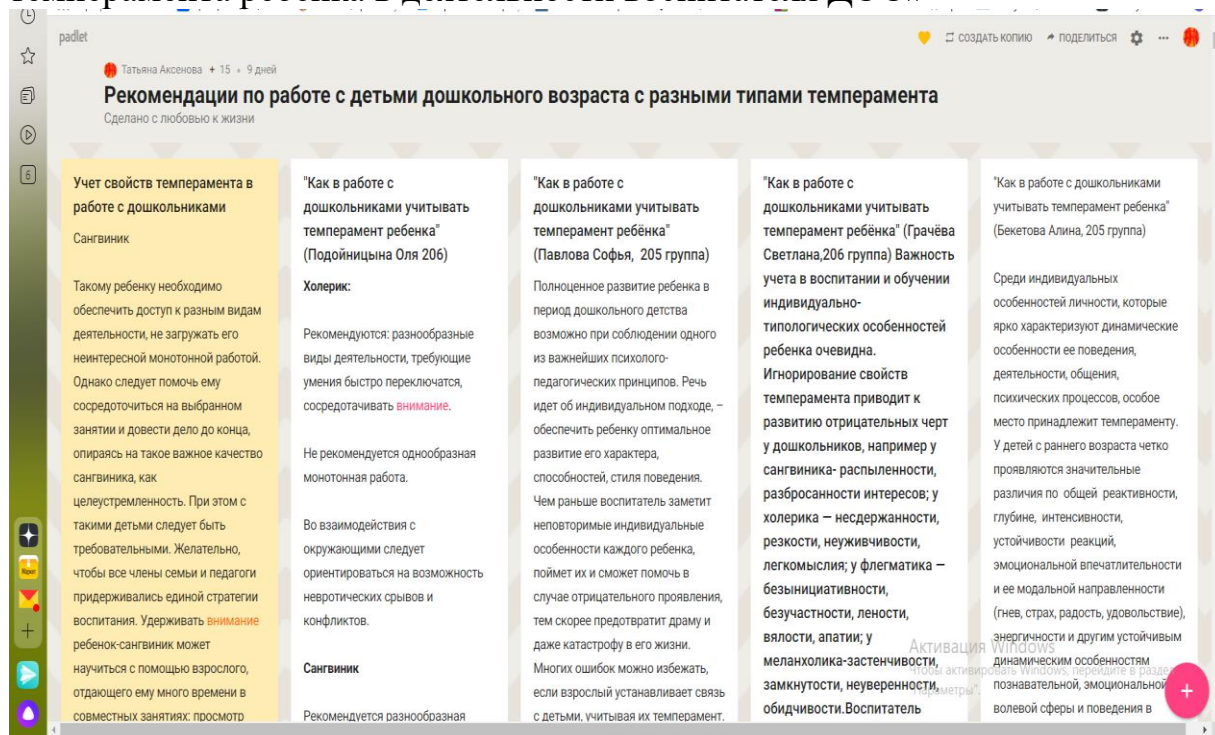 темперамента ребенка в деятельности воспитателя ДОО»
padlet
СОЗДАТЬ КОПИЮ
ПОДЕЛИТЬСЯ
Татьяна Аксенова + 15 • 9 дней
Рекомендации по работе с детьми дошкольного возраста с разными типами темперамента
Сделано с любовью к жизни
6
Учет свойств темперамента в
работе с дошкольниками
Сангвиник
Такому ребенку необходимо
обеспечить доступ к разным видам
деятельности, не загружать его
неинтересной монотонной работой.
Однако следует помочь ему
сосредоточиться на выбранном
занятии и довести дело до конца,
опираясь на такое важное качество
сангвиника, как
целеустремленность. При этом с
такими детьми следует быть
требовательными. Желательно,
чтобы все члены семьи и педагоги
придерживались единой стратегии
воспитания. Удерживать внимание
ребенок-сангвиник может
научиться с помощью взрослого,
отдающего ему много времени в
совместных занятиях: просмотр
"Как в работе с
дошкольниками учитывать
темперамент ребенка"
(Подойницына Оля 206)
Холерик:
Рекомендуются: разнообразные
виды деятельности, требующие
умения быстро переключатся,
сосредотачивать внимание.
Не рекомендуется однообразная
монотонная работа.
Во взаимодействия с
окружающими следует
ориентироваться на возможность
невротических срывов и
конфликтов.
Сангвиник
Рекомендуется разнообразная
"Как в работе с
дошкольниками учитывать
темперамент ребёнка"
(Павлова Софья, 205 группа)
Полноценное развитие ребенка в
период дошкольного детства
возможно при соблюдении одного
из важнейших психолого-
педагогических принципов. Речь
идет об индивидуальном подходе, –
обеспечить ребенку оптимальное
развитие его характера,
способностей, стиля поведения.
Чем раньше воспитатель заметит
неповторимые индивидуальные
особенности каждого ребенка,
поймет их и сможет помочь в
случае отрицательного проявления,
тем скорее предотвратит драму и
даже катастрофу в его жизни.
Многих ошибок можно избежать,
если взрослый устанавливает связь
с детьми, учитывая их темперамент.
"Как в работе с
дошкольниками учитывать
темперамент ребёнка" (Грачёва
Светлана,206 группа) Важность
учета в воспитании и обучении
индивидуально-
типологических особенностей
ребенка очевидна.
Игнорирование свойств
темперамента приводит к
развитию отрицательных черт
у дошкольников, например у
сангвиника- распыленности,
разбросанности интересов; у
холерика — несдержанности,
резкости, неуживчивости,
легкомыслия; у флегматика —
безынициативности,
безучастности, лености,
вялости, апатии; у
меланхолика-застенчивости,
замкнутости, неуверенности,
обидчивости.Воспитатель
"Как в работе с дошкольниками
учитывать темперамент ребенка"
(Бекетова Алина, 205 группа)
Среди индивидуальных
особенностей личности, которые
ярко характеризуют динамические
особенности ее поведения,
деятельности, общения,
психических процессов, особое
место принадлежит темпераменту.
У детей с раннего возраста четко
проявляются значительные
различия по общей реактивности,
глубине, интенсивности,
устойчивости реакций,
эмоциональной впечатлительности
и ее модальной направленности
(гнев, страх, радость, удовольствие),
энергичности и другим устойчивым
динамическим особенностям
познавательной, эмоциональной
волевой сферы и поведения в
Активация Windows
Чтобы активировать Windows, перейдите в раздел
"Параметры".